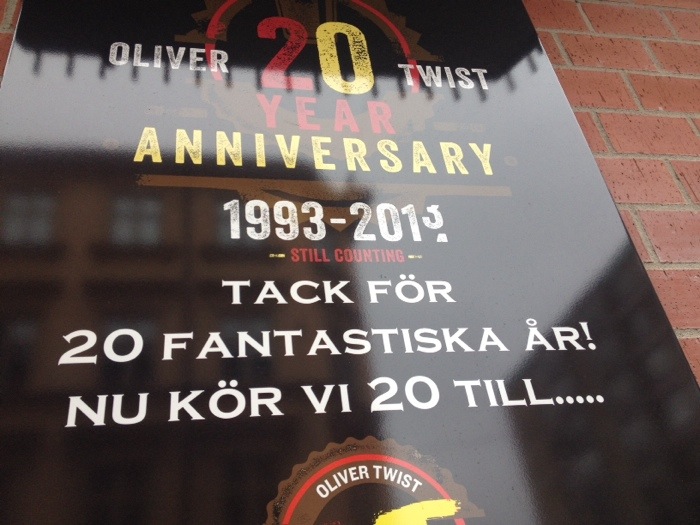 OLIVER 20 TWIST
YEAR
ANNIVERSARY
1993-2013
STILL COUNTING
TACK FÖR
20 FANTASTISKA ÅR!
NU KÖR VI 20 TILL.....
OLIVER TWIST